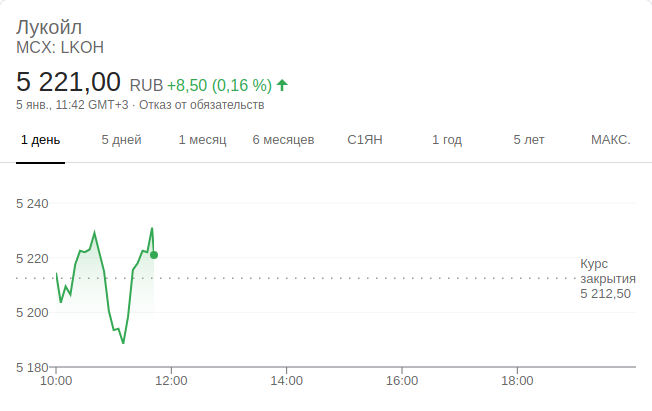 Лукойл
MCX: LKOH
5 221,00 RUB +8,50 (0,16 %)
5 янв., 11:42 GMT+3 · Отказ от обязательств
1 день 5 дней 1 месяц 6 месяцев С1ЯН 1 год 5 лет МАКС.
5 240
5 220
Курс
закрытия
5 212,50
5 200
5 180
10:00 12:00 14:00 16:00 18:00